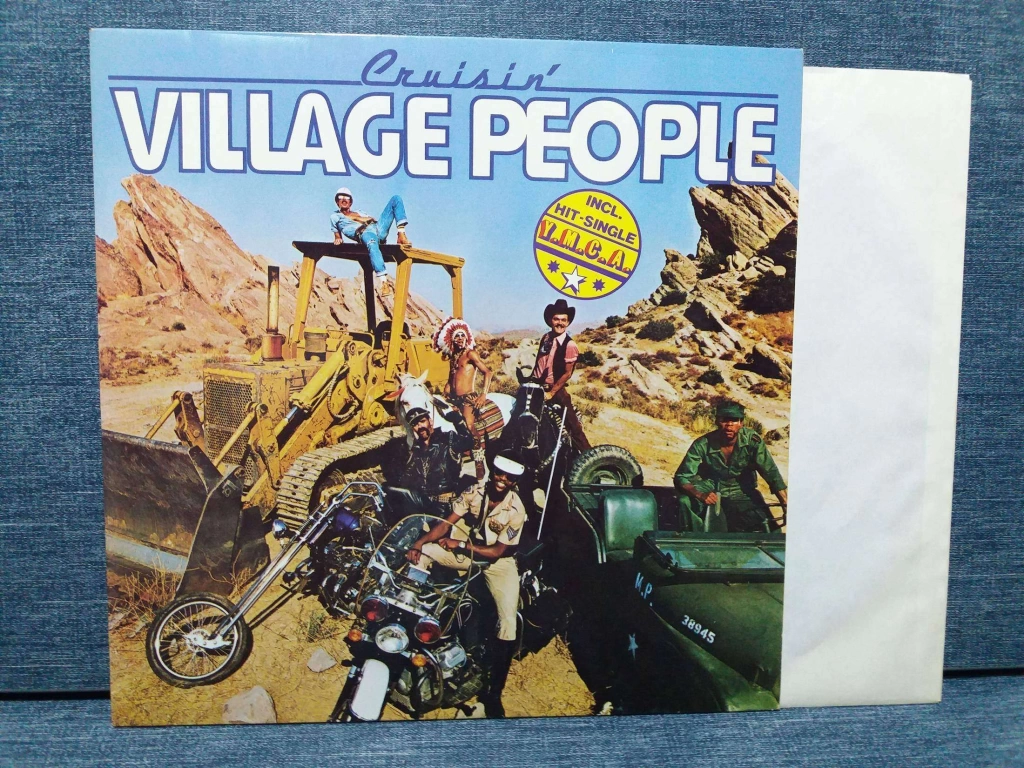 Cruisin'
VILLAGE PEOPLE
INCL.
HIT-SINGLE
Y.M.C.A.
M.P.
38945